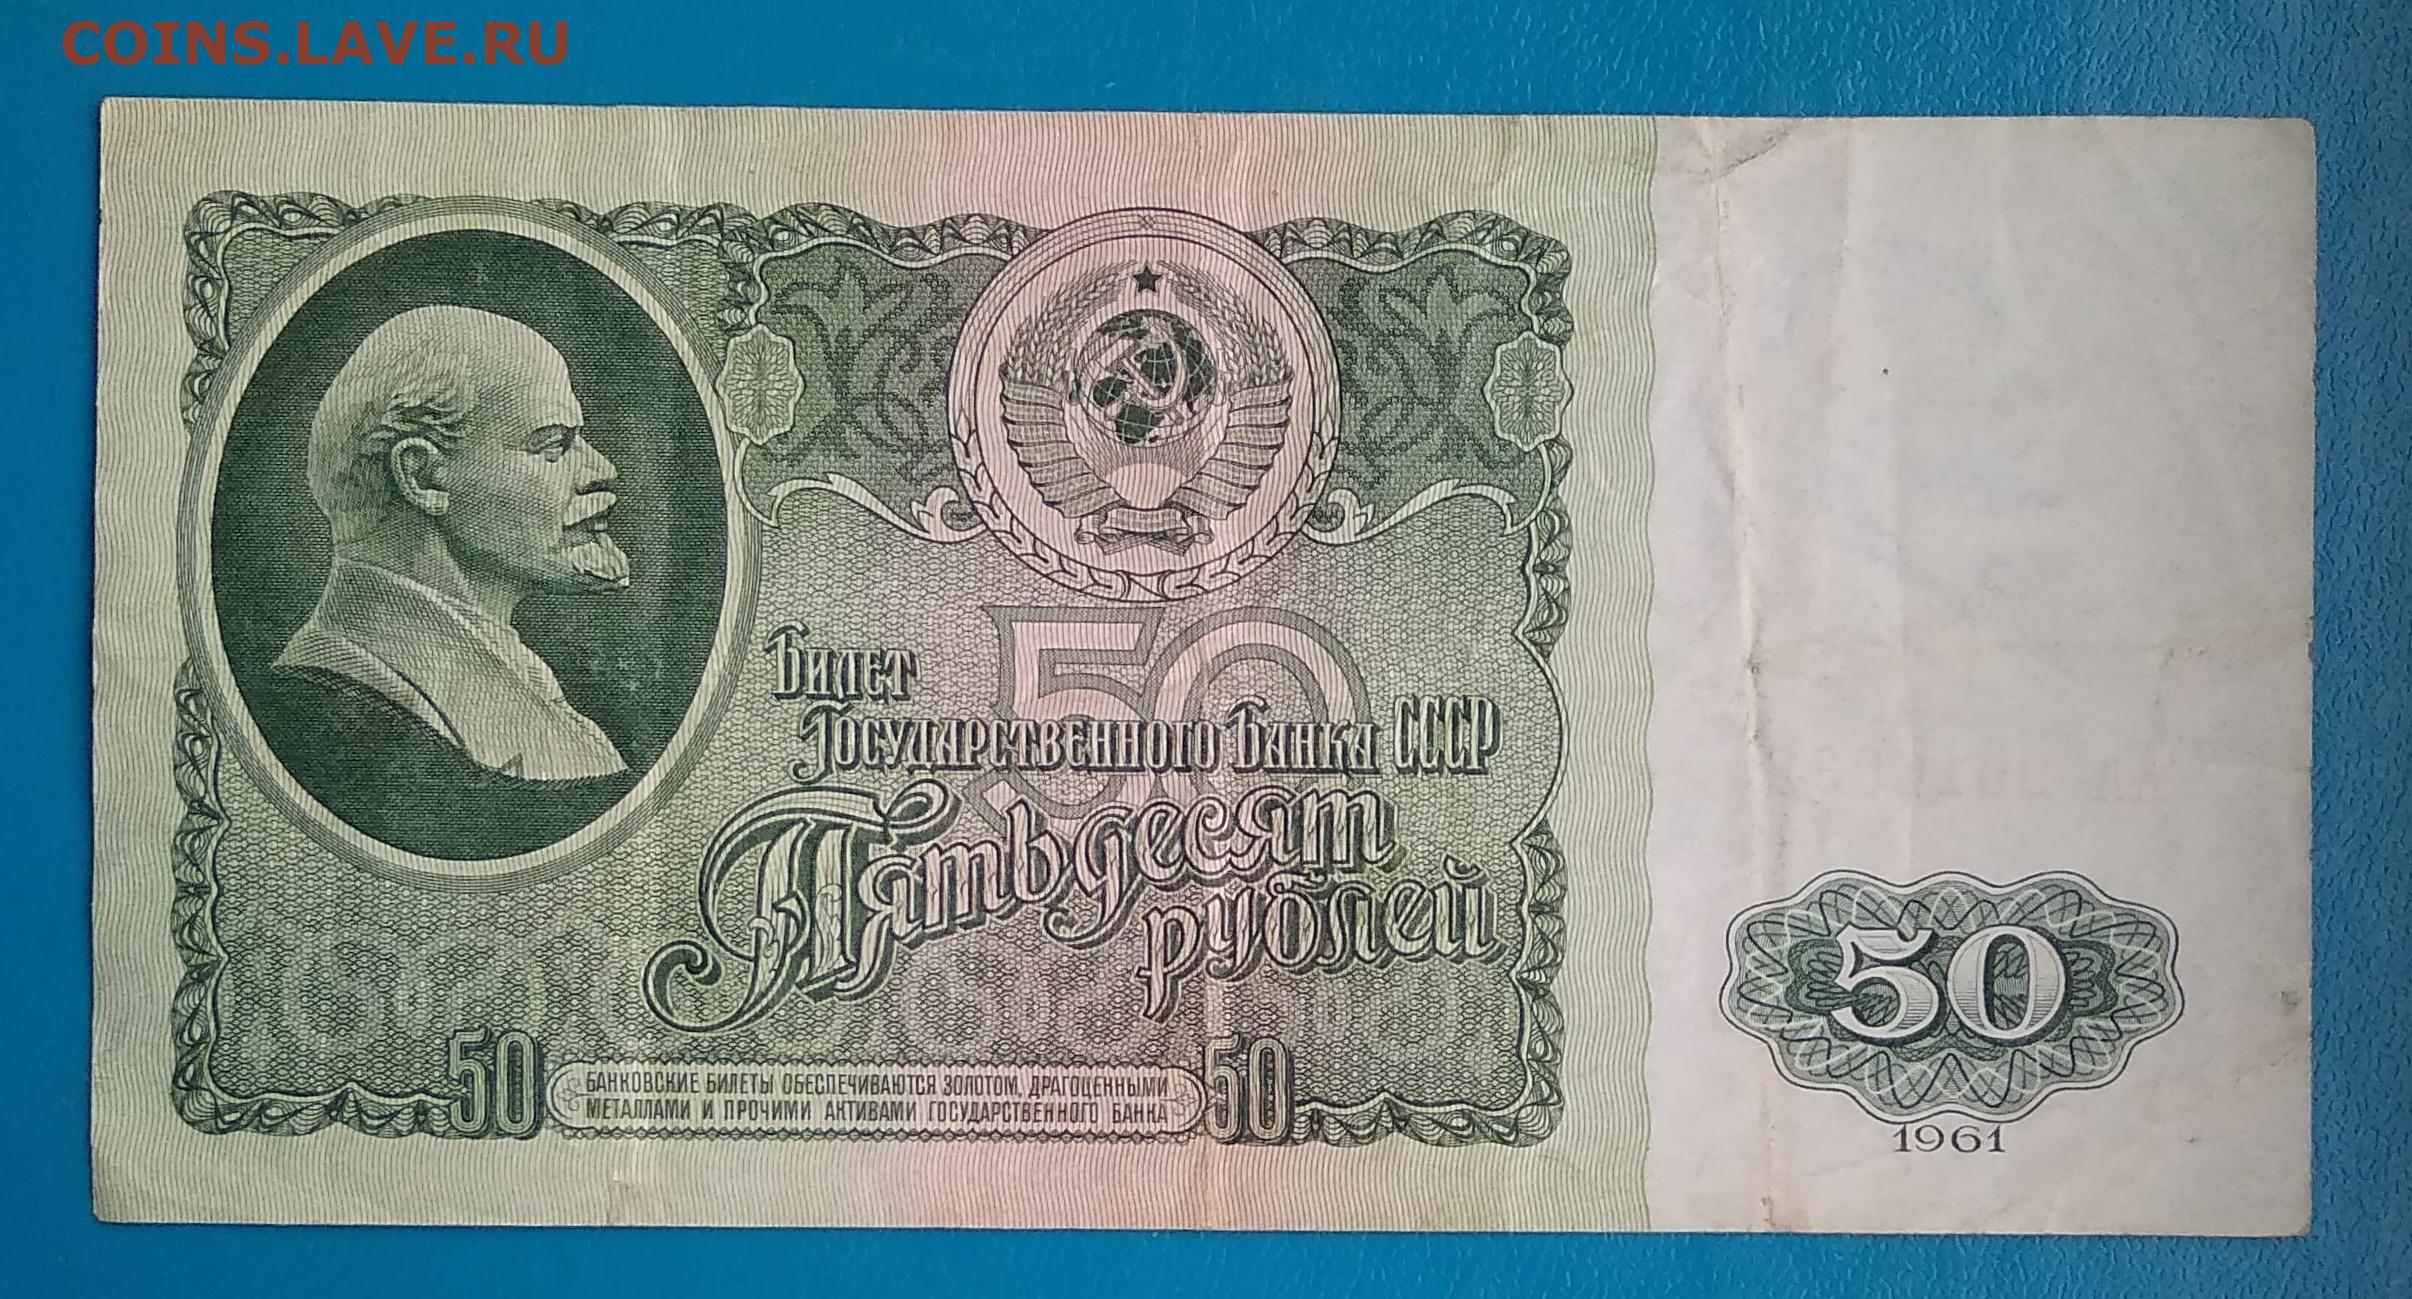 COINS.LAVE.RU
Билет
Государственного Банка СССР
50
Пятьдесят
рублей
50
БАНКОВСКИЕ БИЛЕТЫ ОБЕСПЕЧИВАЮТСЯ ЗОЛОТОМ, ДРАГОЦЕННЫМИ
МЕТАЛЛАМИ И ПРОЧИМИ АКТИВАМИ ГОСУДАРСТВЕННОГО БАНКА
50
50
1961